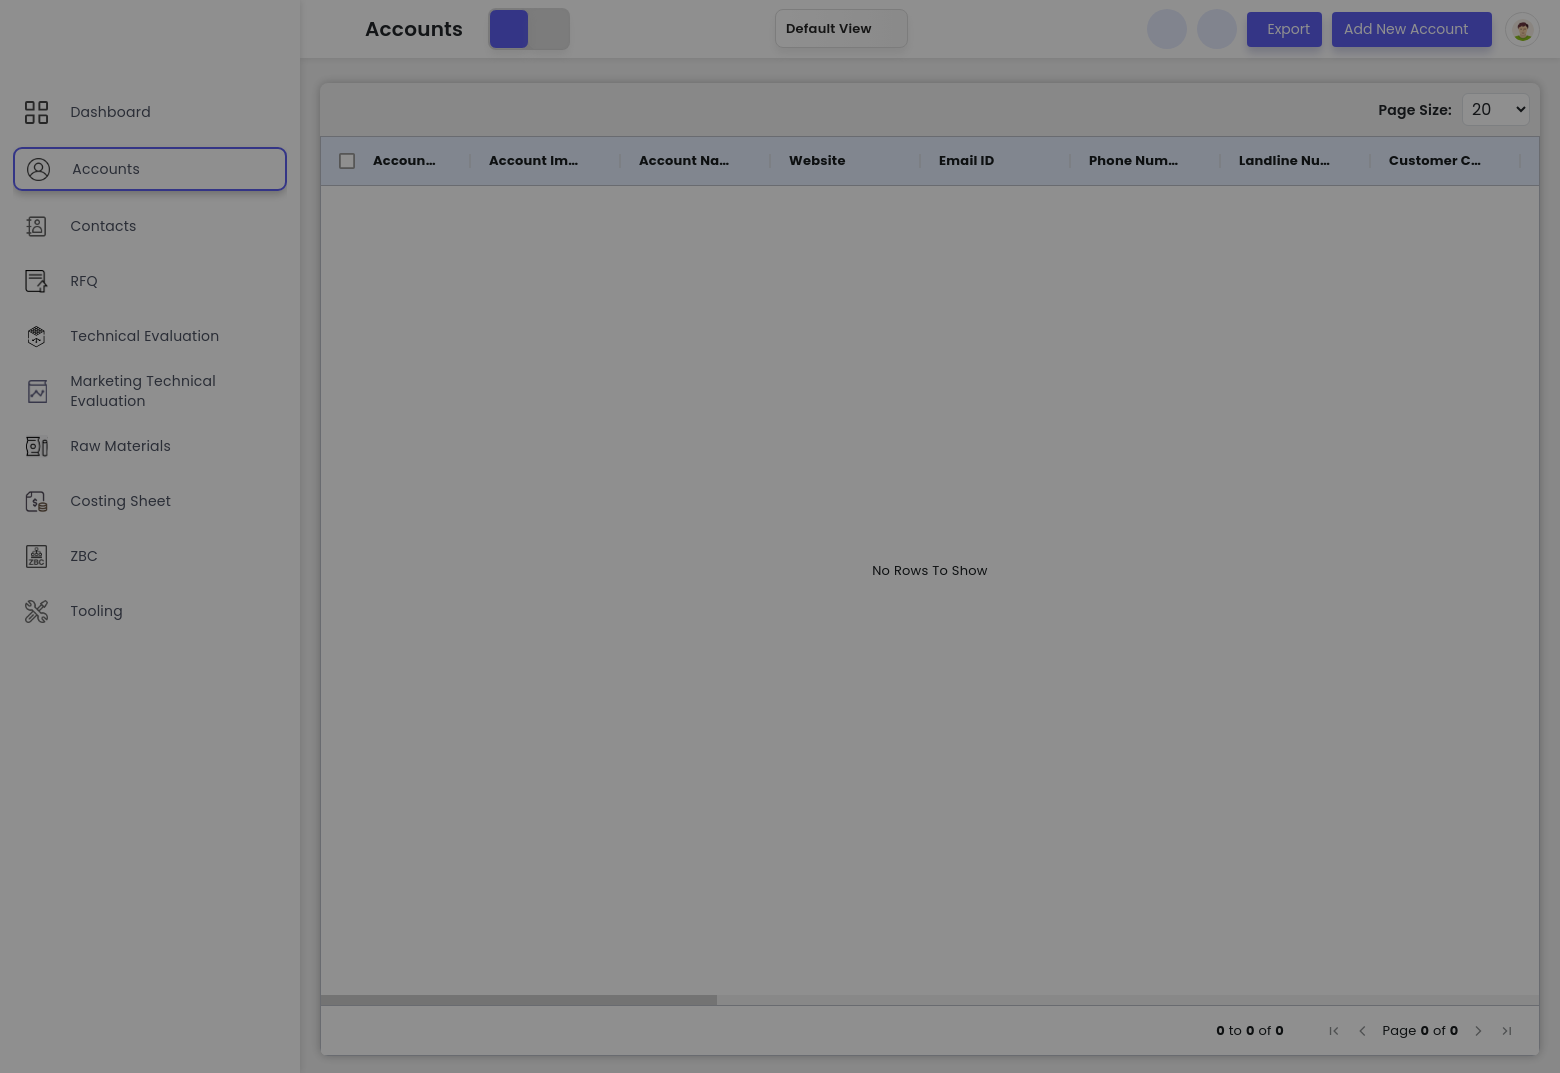 Accounts
Default View
Export
Add New Account
Dashboard
Accounts
Contacts
RFQ
Technical Evaluation
Marketing Technical
Evaluation
Raw Materials
Costing Sheet
ZBC
ZBC
Tooling
Page Size: 20
Accoun... Account Im... Account Na... Website Email ID Phone Num... Landline Nu... Customer C...
No Rows To Show
0 to 0 of 0 Page 0 of 0